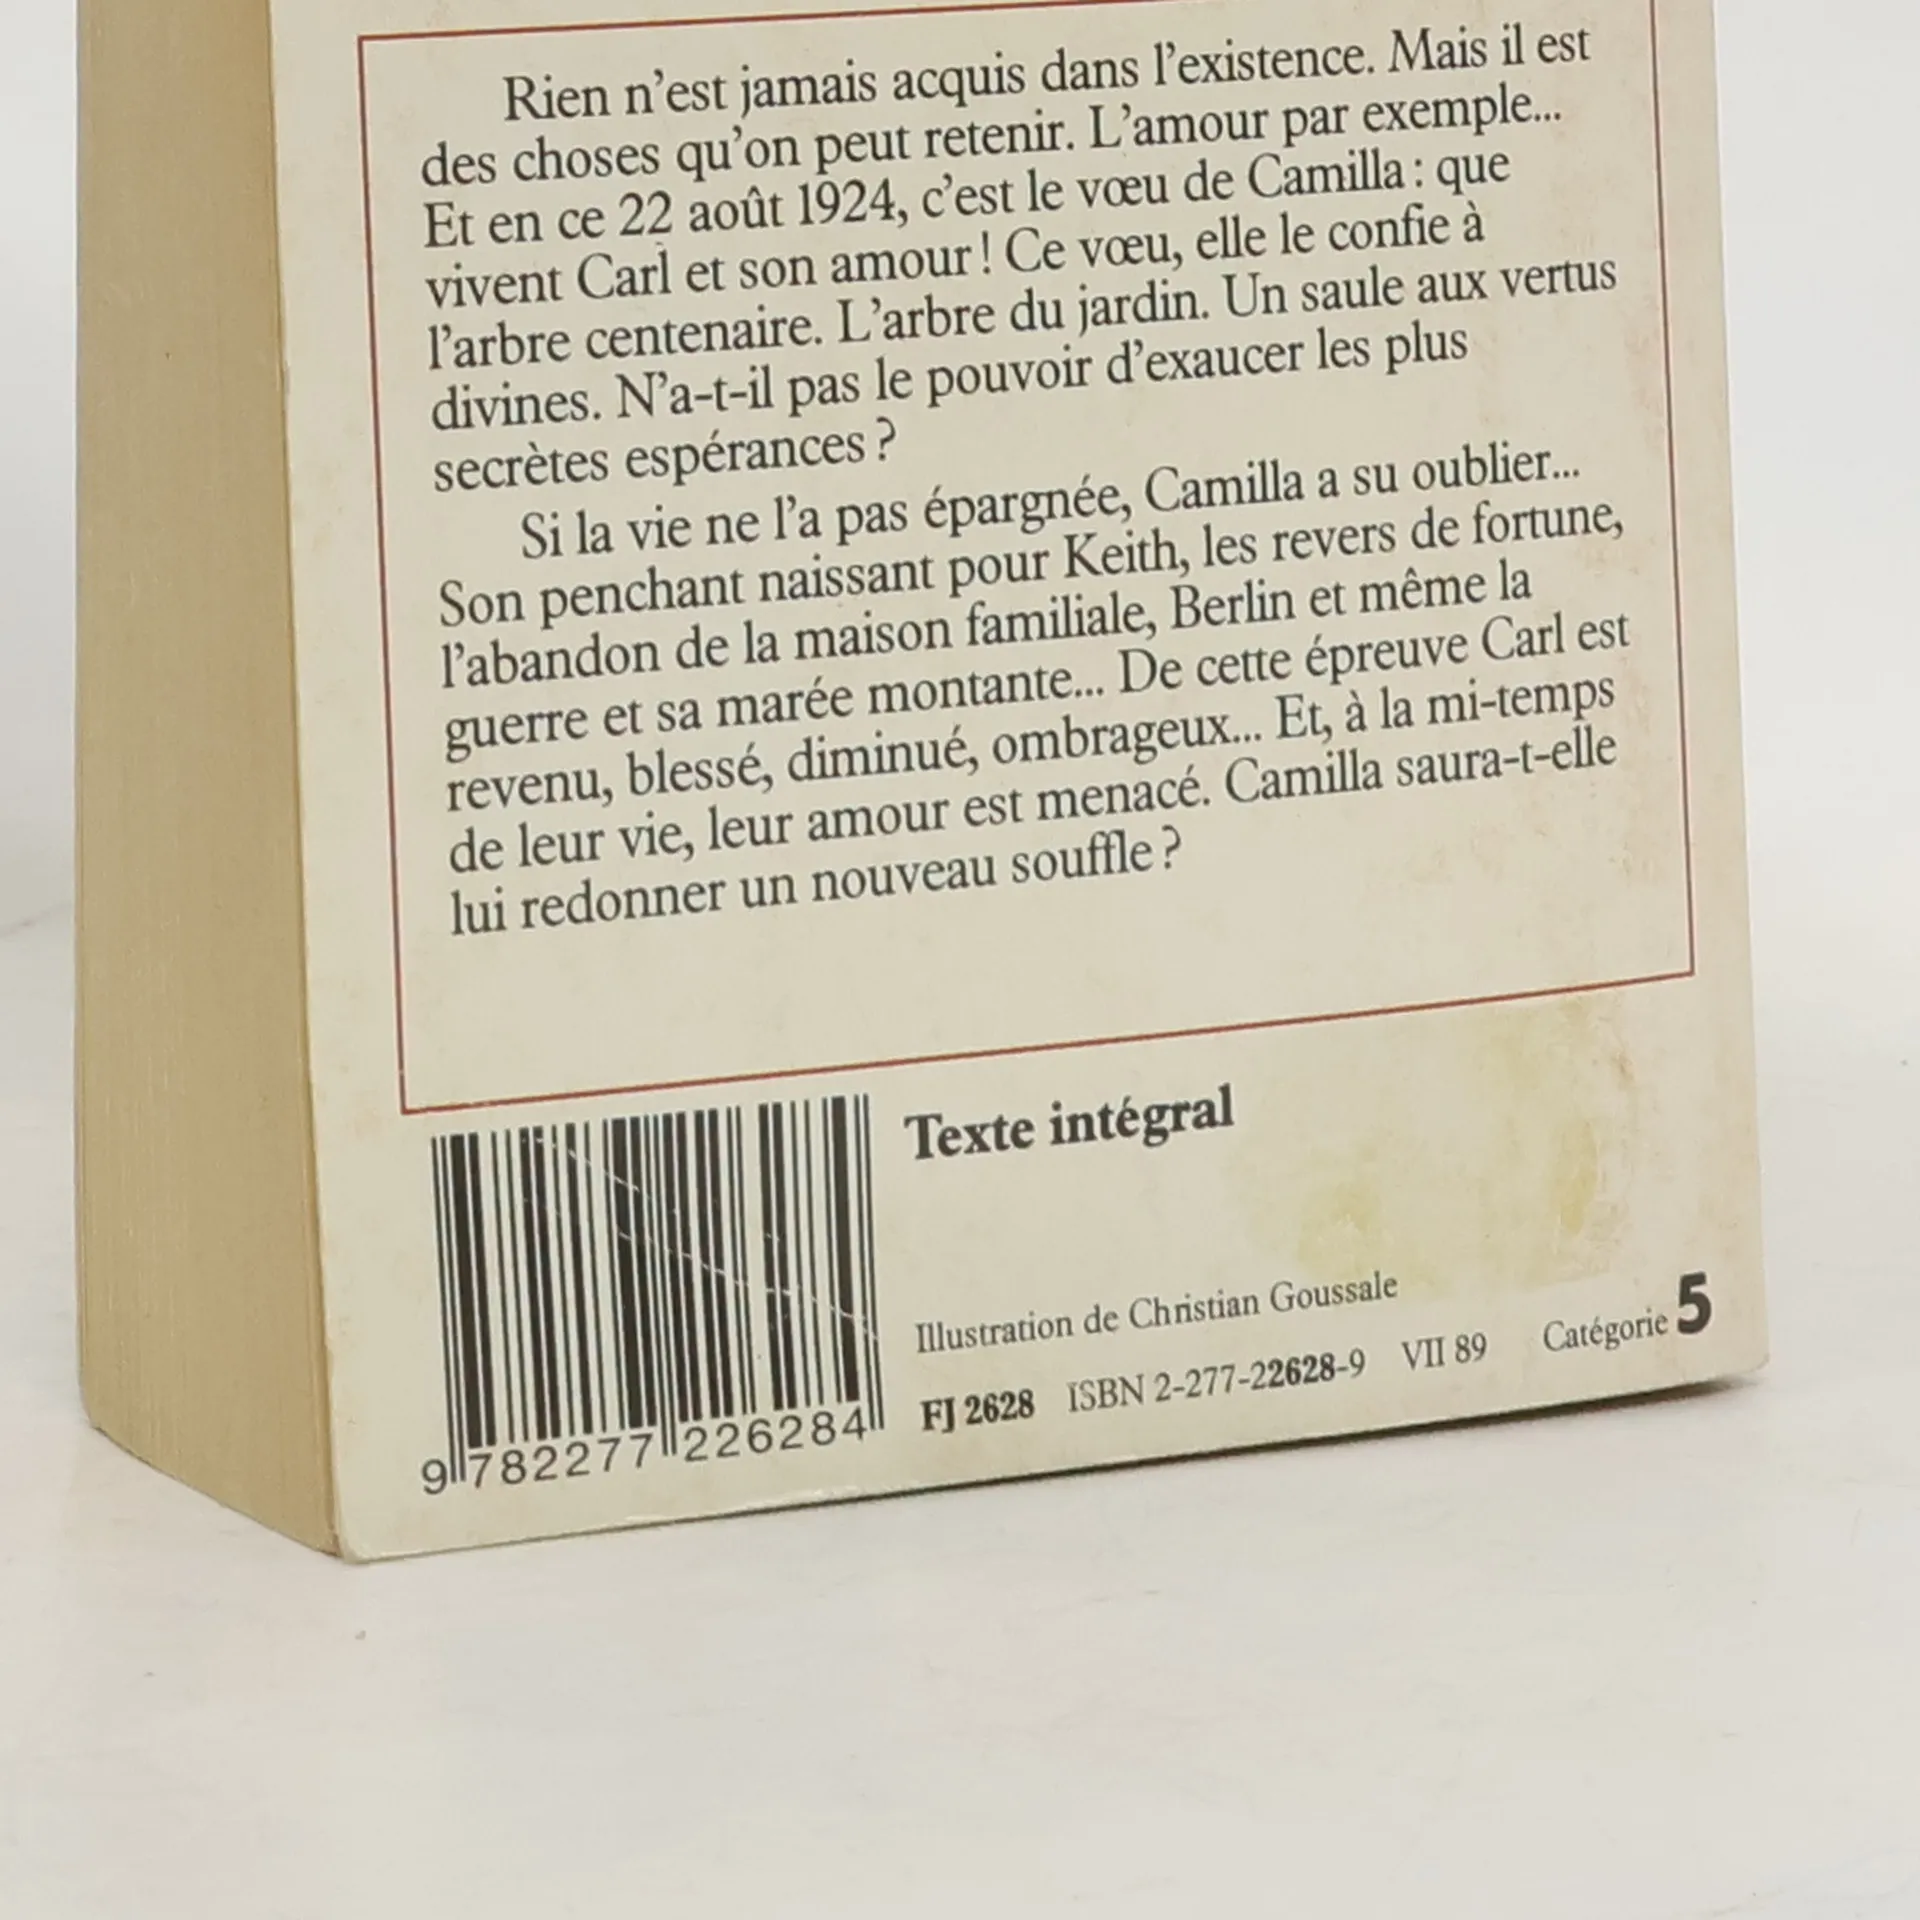 Rien n'est jamais acquis dans l'existence. Mais il est
des choses qu'on peut retenir. L'amour par exemple...
Et en ce 22 août 1924, c'est le vœu de Camilla : que
vivent Carl et son amour ! Ce vœu, elle le confie à
l'arbre centenaire. L'arbre du jardin. Un saule aux vertus
divines. N'a-t-il pas le pouvoir d'exaucer les plus
secrètes espérances ?
Si la vie ne l'a pas épargnée, Camilla a su oublier...
Son penchant naissant pour Keith, les revers de fortune,
l'abandon de la maison familiale, Berlin et même la
guerre et sa marée montante... De cette épreuve Carl est
revenu, blessé, diminué, ombrageux... Et, à la mi-temps
de leur vie, leur amour est menacé. Camilla saura-t-elle
lui redonner un nouveau souffle ?
Texte intégral
Illustration de Christian Goussale
FJ 2628 ISBN 2-277-22628-9 VII 89 Catégorie 5
9 782277 226284